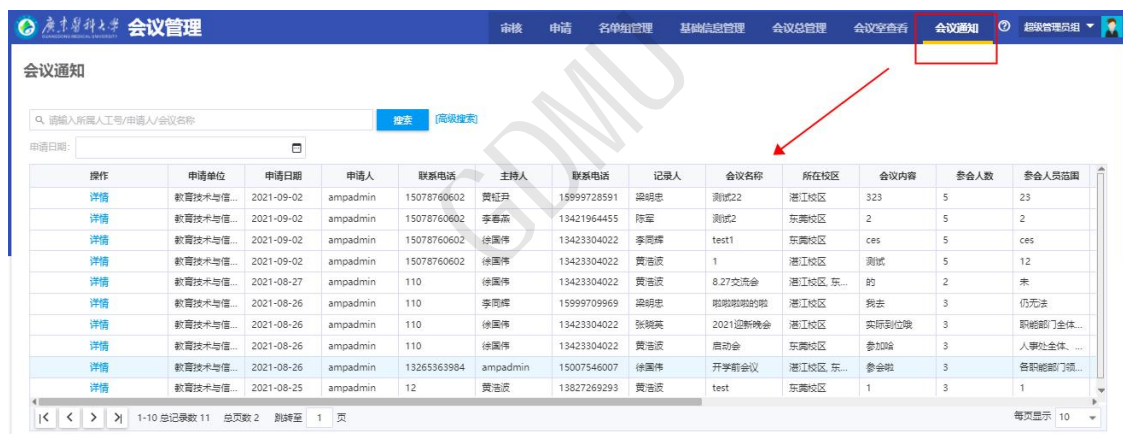 广东医科大学 会议管理 审核 申请 名单组管理 基础信息管理 会议总管理 会议室查看 会议通知 超级管理员组
GUANGDONG MEDICAL UNIVERSITY
会议通知
请输入所属人工号/申请人/会议名称 搜索 [高级搜索]
申请日期:
操作 申请单位 申请日期 申请人 联系电话 主持人 联系电话 记录人 会议名称 所在校区 会议内容 参会人数 参会人员范围
详情 教育技术与信... 2021-09-02 ampadmin 15078760602 黄钲尹 15999728591 梁明忠 测试22 湛江校区 323 5 23
详情 教育技术与信... 2021-09-02 ampadmin 15078760602 李春燕 13421964455 陈军 测试2 东莞校区 2 5 2
详情 教育技术与信... 2021-09-02 ampadmin 15078760602 徐国伟 13423304022 李同辉 test1 东莞校区 ces 5 ces
详情 教育技术与信... 2021-09-02 ampadmin 15078760602 徐国伟 13423304022 黄浩波 1 湛江校区 测试 5 12
详情 教育技术与信... 2021-08-27 ampadmin 110 徐国伟 13423304022 黄浩波 8.27交流会 湛江校区, 东... 的 2 未
详情 教育技术与信... 2021-08-26 ampadmin 110 李同辉 15999709969 梁明忠 啦啦啦啦的啦 湛江校区 我去 3 仍无法
详情 教育技术与信... 2021-08-26 ampadmin 110 徐国伟 13423304022 张晓英 2021迎新晚会 湛江校区 实际到位哦 3 职能部门全体...
详情 教育技术与信... 2021-08-26 ampadmin 110 徐国伟 13423304022 黄浩波 启动会 东莞校区 参加哈 3 人事处全体、...
详情 教育技术与信... 2021-08-26 ampadmin 13265363984 ampadmin 15007546007 徐国伟 开学前会议 湛江校区, 东... 参会啦 3 各职能部门领...
详情 教育技术与信... 2021-08-25 ampadmin 12 黄浩波 13827269293 黄浩波 test 东莞校区 1 3 1
1-10 总记录数 11 总页数 2 跳转至 1 页 每页显示 10
GDMU